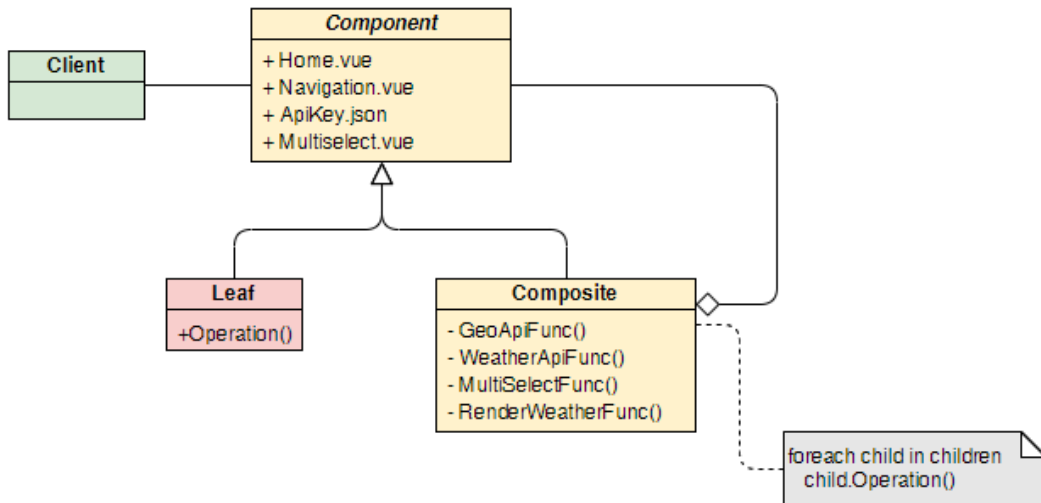 Component
+ Home.vue
+ Navigation.vue
+ ApiKey.json
+ Multiselect.vue
Client
Leaf
+Operation()
Composite
- GeoApiFunc()
- WeatherApiFunc()
- MultiSelectFunc()
- RenderWeatherFunc()
foreach child in children
child.Operation()